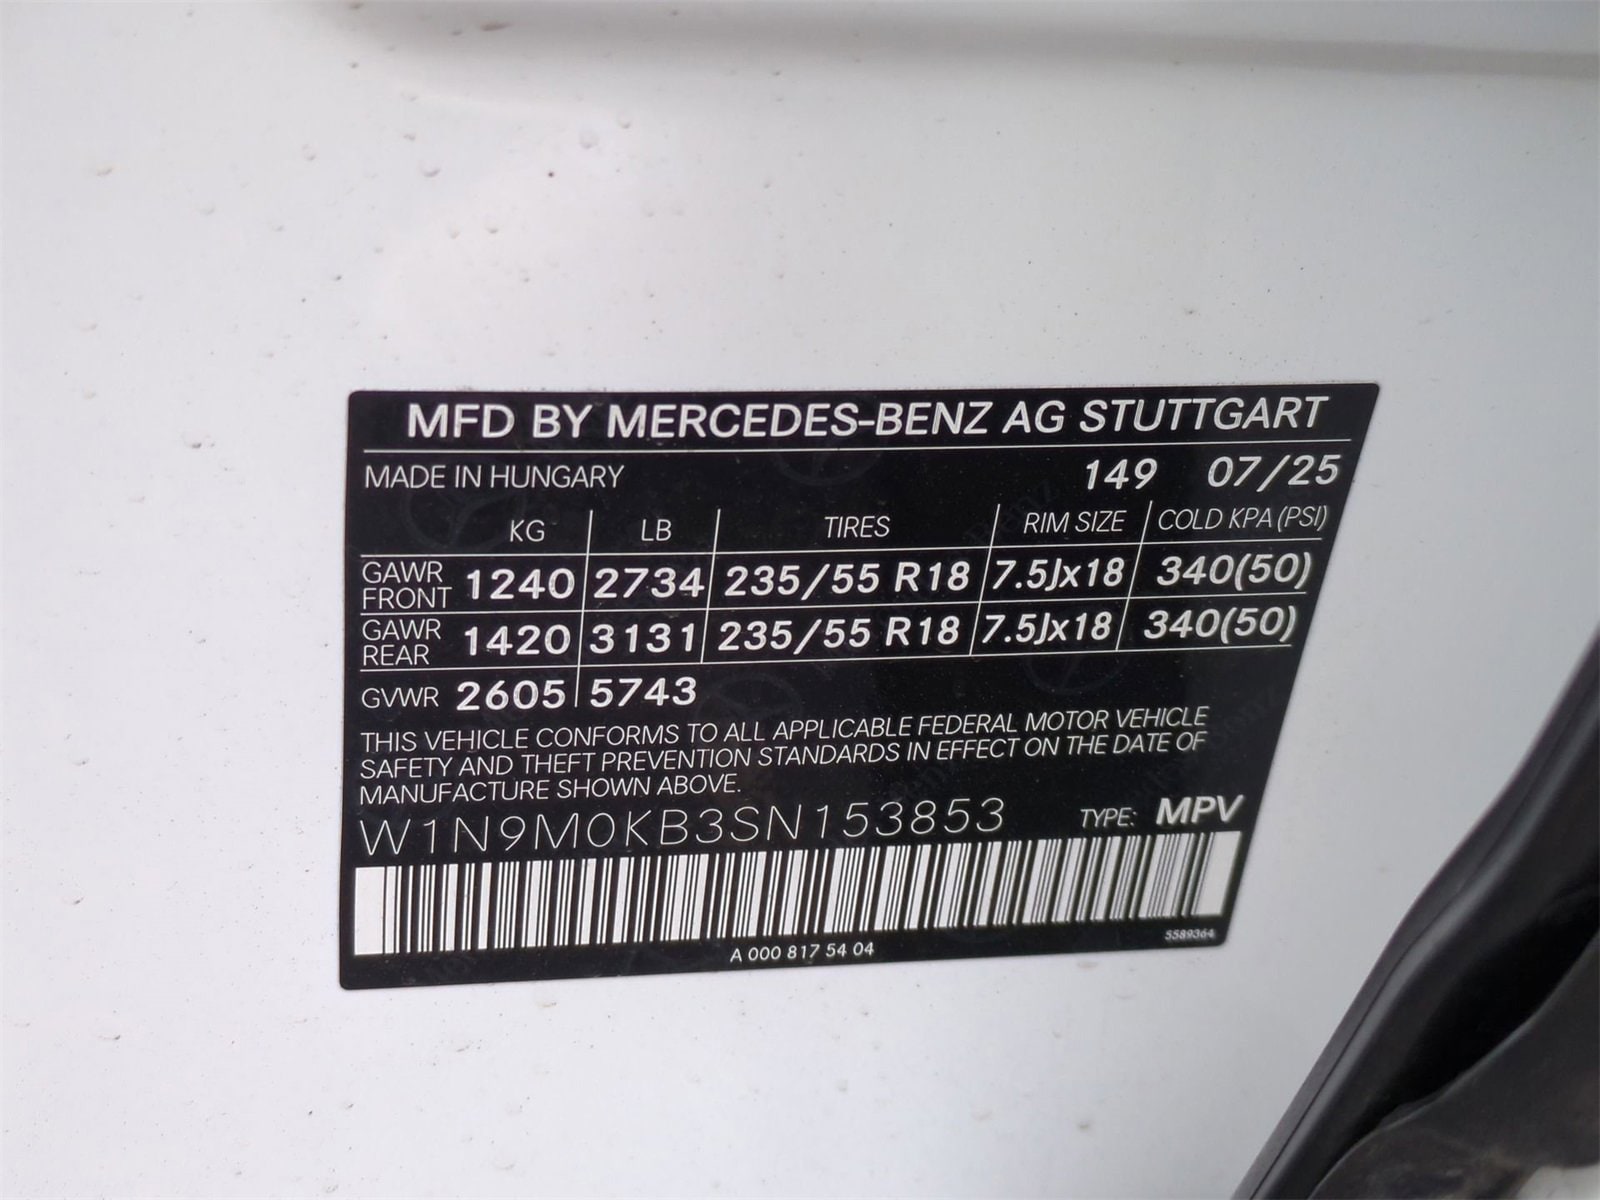 MFD BY MERCEDES-BENZ AG STUTTGART
MADE IN HUNGARY 149 07/25
KG LB TIRES RIM SIZE COLD KPA (PSI)
GAWR FRONT 1240 2734 235/55 R18 7.5Jx18 340(50)
GAWR REAR 1420 3131 235/55 R18 7.5Jx18 340(50)
GVWR 2605 5743
THIS VEHICLE CONFORMS TO ALL APPLICABLE FEDERAL MOTOR VEHICLE
SAFETY AND THEFT PREVENTION STANDARDS IN EFFECT ON THE DATE OF
MANUFACTURE SHOWN ABOVE.
W1N9M0KB3SN153853 TYPE: MPV
A 000 817 54 04 5589364